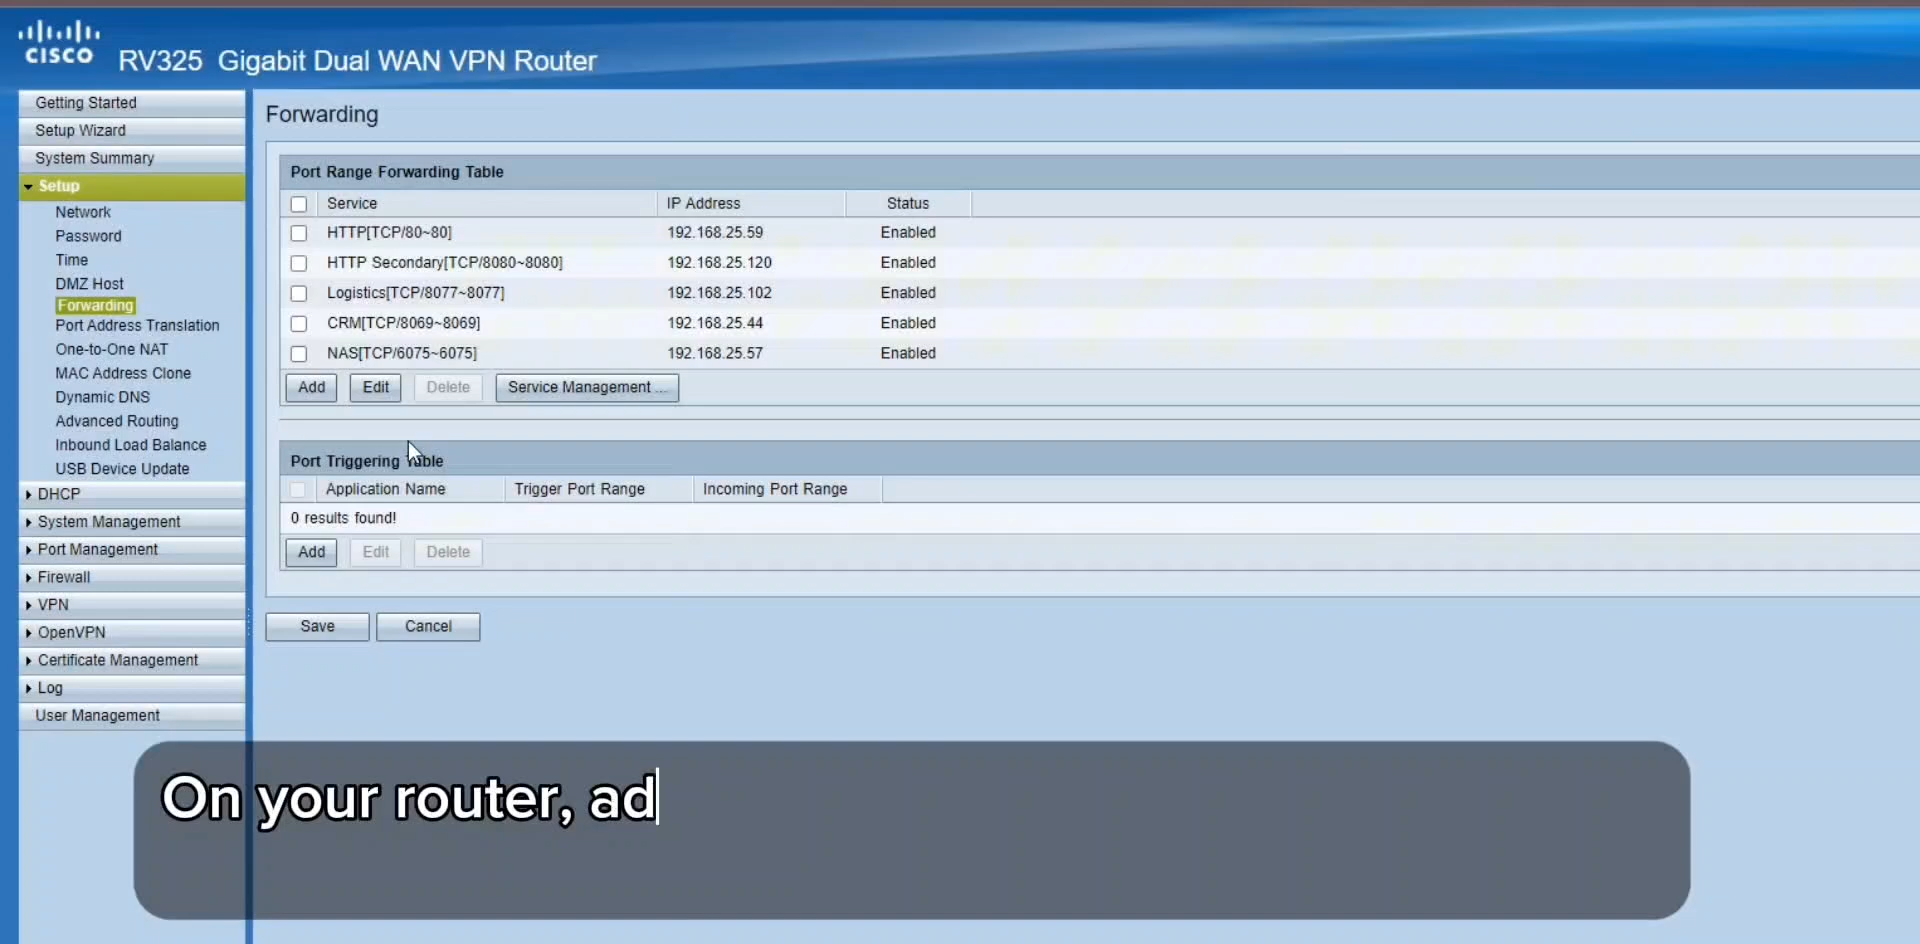 CISCO RV325 Gigabit Dual WAN VPN Router
Getting Started
Setup Wizard
System Summary
Setup
Network
Password
Time
DMZ Host
Forwarding
Port Address Translation
One-to-One NAT
MAC Address Clone
Dynamic DNS
Advanced Routing
Inbound Load Balance
USB Device Update
DHCP
System Management
Port Management
Firewall
VPN
OpenVPN
Certificate Management
Log
User Management
Forwarding
Port Range Forwarding Table
Service IP Address Status
HTTP[TCP/80~80] 192.168.25.59 Enabled
HTTP Secondary[TCP/8080~8080] 192.168.25.120 Enabled
Logistics[TCP/8077~8077] 192.168.25.102 Enabled
CRM[TCP/8069~8069] 192.168.25.44 Enabled
NAS[TCP/6075~6075] 192.168.25.57 Enabled
Add Edit Delete Service Management ...
Port Triggering Table
Application Name Trigger Port Range Incoming Port Range
0 results found!
Add Edit Delete
Save Cancel
On your router, ad